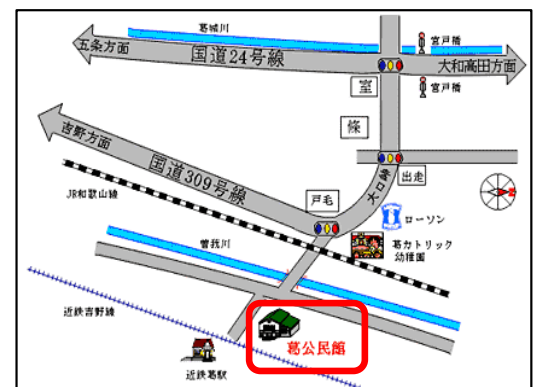 葛城川
宮戸橋
五条方面
国道24号線
大和高田方面
宮戸橋
室
條
吉野方面
国道309号線
出走
大口峠
戸毛
JR和歌山線
ローソン
葛カトリック
幼稚園
曽我川
近鉄吉野線
葛公民館
近鉄葛駅